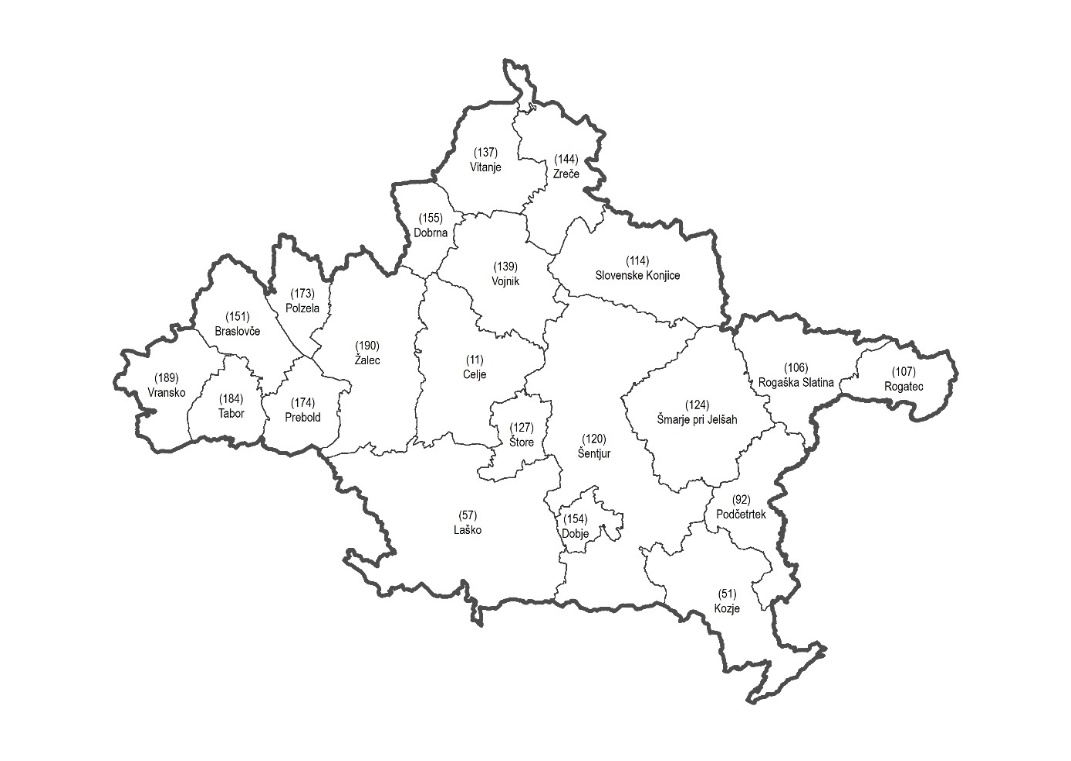 (137)
Vitanje
(144)
Zreče
(155)
Dobrna
(139)
Vojnik
(114)
Slovenske Konjice
(173)
Polzela
(151)
Braslovče
(190)
Žalec
(11)
Celje
(106)
Rogaška Slatina
(107)
Rogatec
(189)
Vransko
(184)
Tabor
(174)
Prebold
(124)
Šmarje pri Jelšah
(127)
Štore
(120)
Šentjur
(92)
Podčetrtek
(57)
Laško
(154)
Dobje
(51)
Kozje